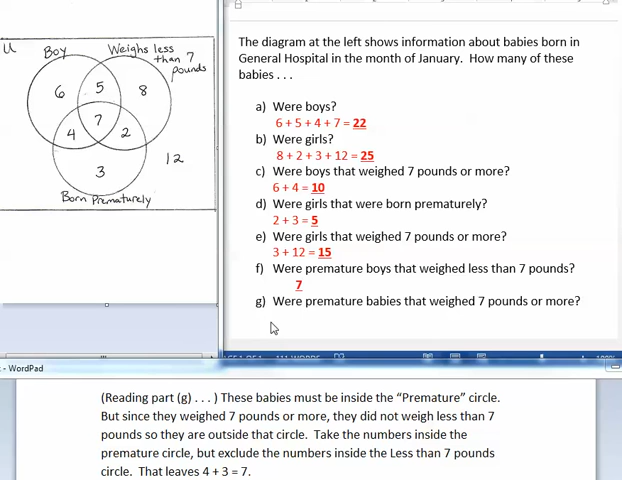 U
Boy
Weighs less
than 7
pounds
6
5
8
7
4
2
3
12
Born Prematurely
The diagram at the left shows information about babies born in
General Hospital in the month of January. How many of these
babies . . .
a) Were boys?
6 + 5 + 4 + 7 = 22
b) Were girls?
8 + 2 + 3 + 12 = 25
c) Were boys that weighed 7 pounds or more?
6 + 4 = 10
d) Were girls that were born prematurely?
2 + 3 = 5
e) Were girls that weighed 7 pounds or more?
3 + 12 = 15
f) Were premature boys that weighed less than 7 pounds?
7
g) Were premature babies that weighed 7 pounds or more?
- WordPad
(Reading part (g) . . .) These babies must be inside the “Premature” circle.
But since they weighed 7 pounds or more, they did not weigh less than 7
pounds so they are outside that circle. Take the numbers inside the
premature circle, but exclude the numbers inside the Less than 7 pounds
circle. That leaves 4 + 3 = 7.